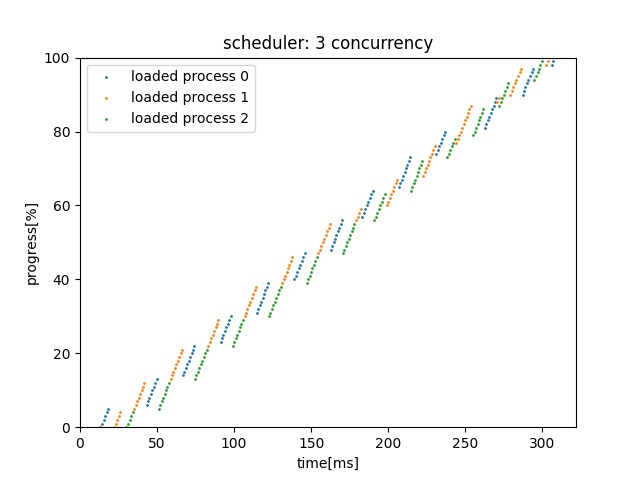 scheduler: 3 concurrency
100
80
60
40
20
0
progress[%]
loaded process 0
loaded process 1
loaded process 2
0 50 100 150 200 250 300
time[ms]